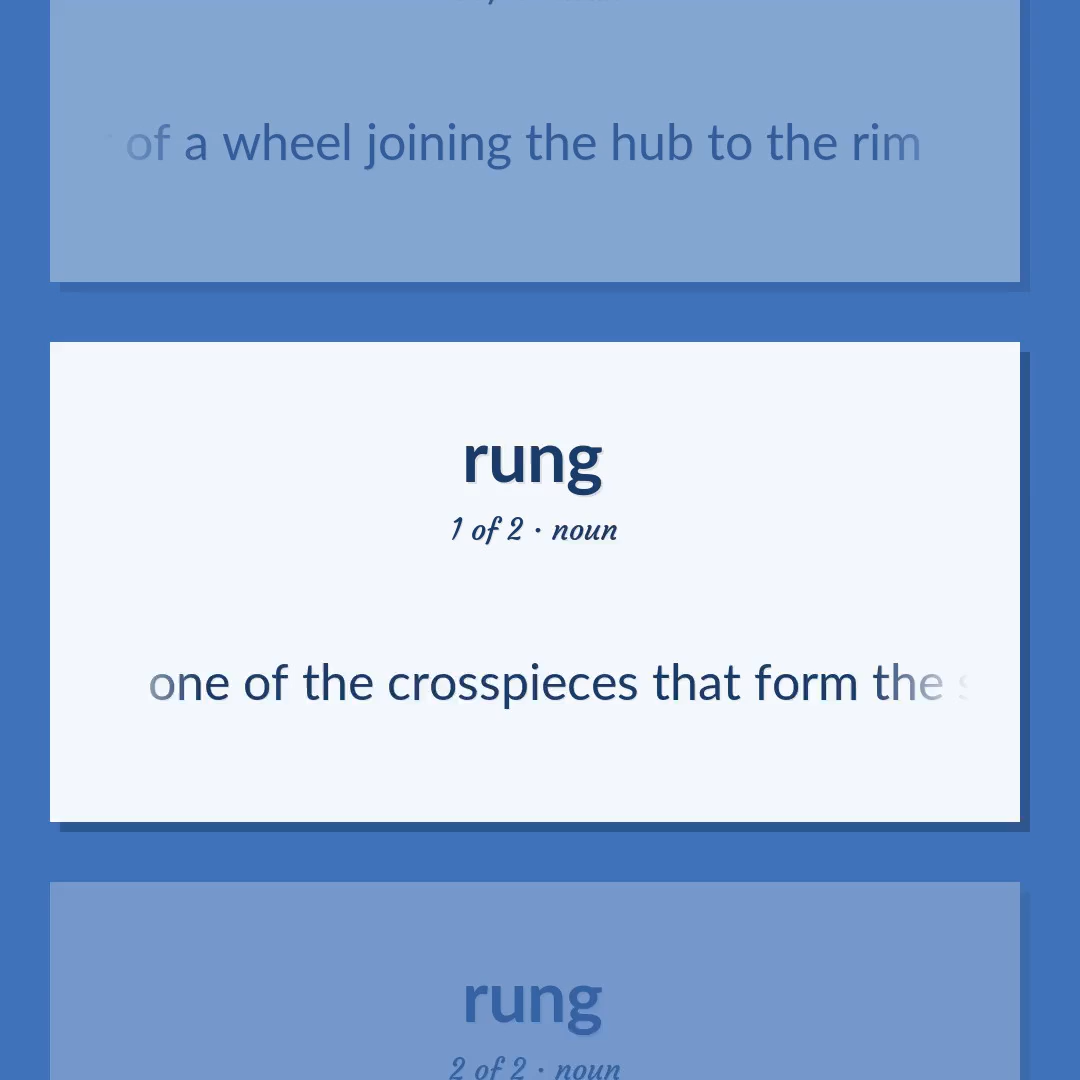 of a wheel joining the hub to the rim
rung
1 of 2 · noun
one of the crosspieces that form the
rung
2 of 2 · noun